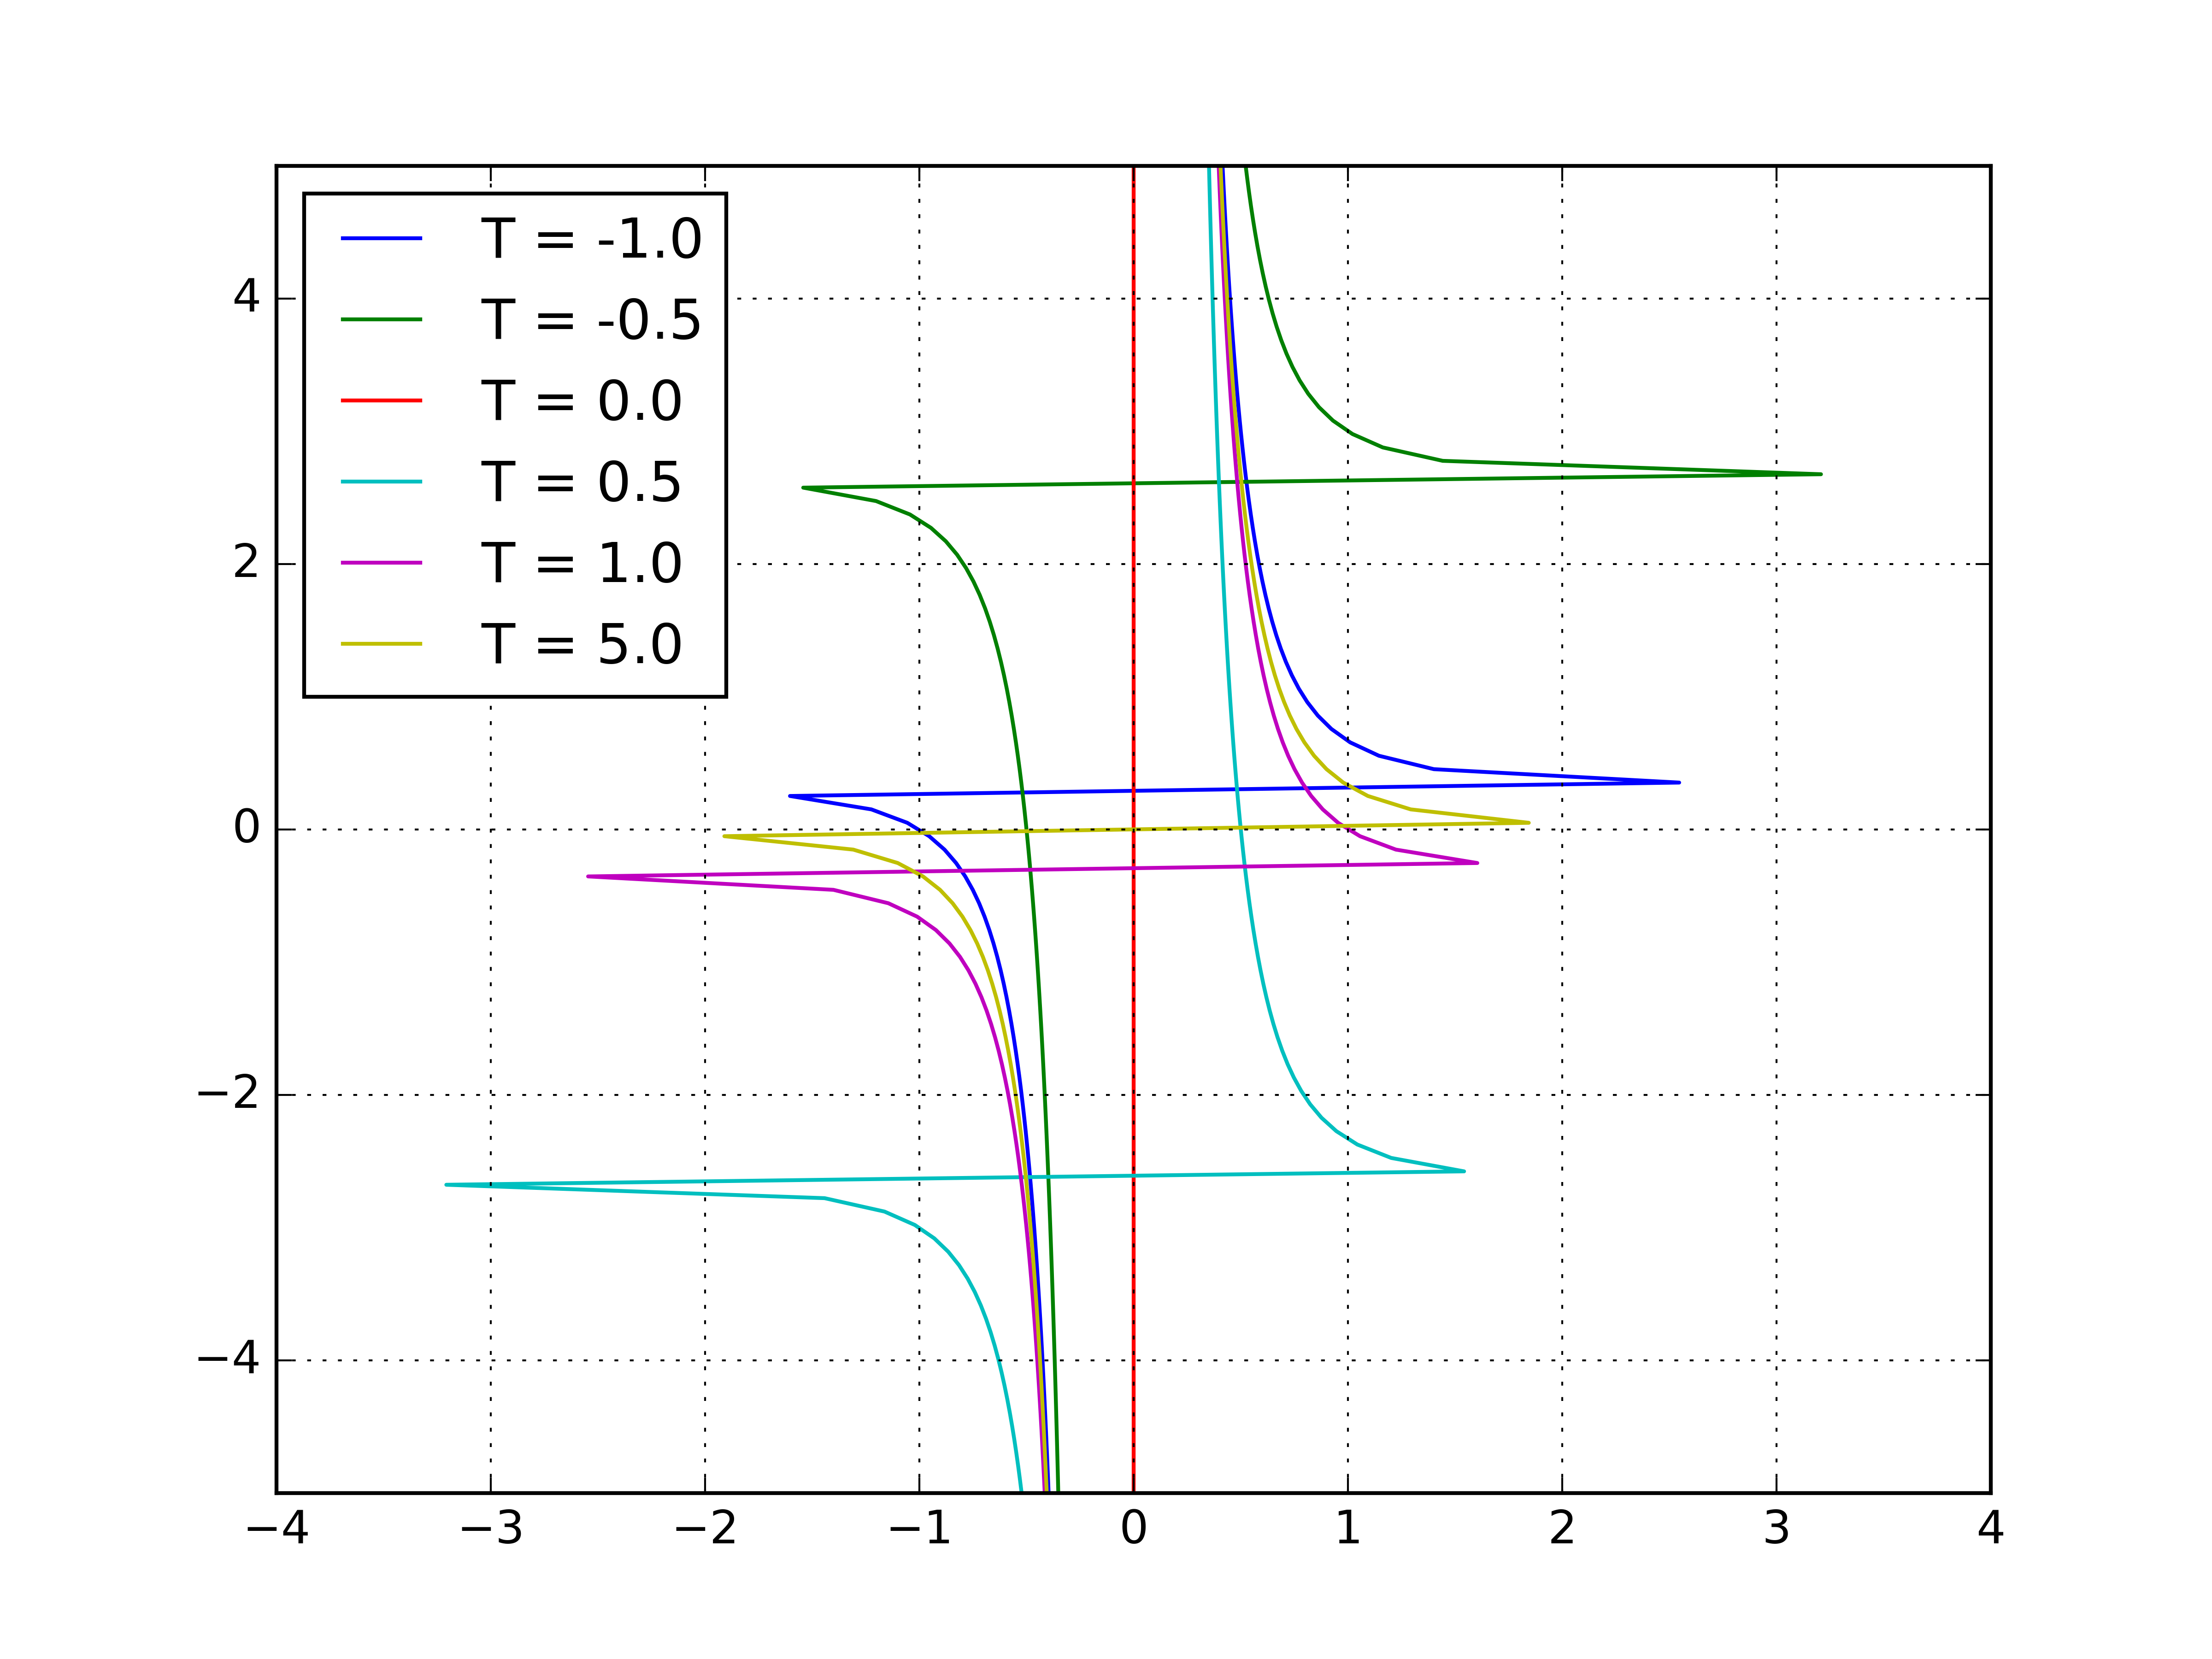 T = -1.0
T = -0.5
T = 0.0
T = 0.5
T = 1.0
T = 5.0
4
2
0
−2
−4
−4 −3 −2 −1 0 1 2 3 4